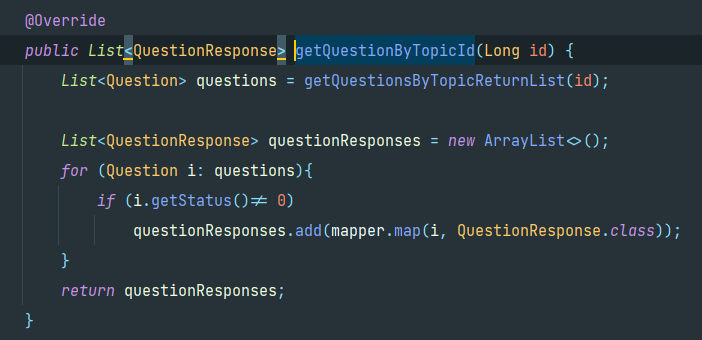 @Override
public List<QuestionResponse> getQuestionByTopicId(Long id) {
List<Question> questions = getQuestionsByTopicReturnList(id);
List<QuestionResponse> questionResponses = new ArrayList<>();
for (Question i: questions){
if (i.getStatus()!= 0)
questionResponses.add(mapper.map(i, QuestionResponse.class));
}
return questionResponses;
}